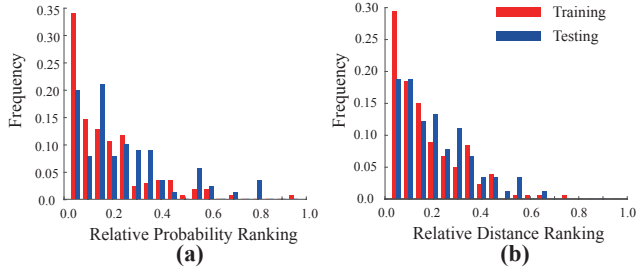 0.35
0.30
0.25
0.20
0.15
0.10
0.05
0.0
Frequency
0.0 0.2 0.4 0.6 0.8 1.0
Relative Probability Ranking
(a)
Training
Testing
0.30
0.25
0.20
0.15
0.10
0.05
0.00
Frequency
0.0 0.2 0.4 0.6 0.8 1.0
Relative Distance Ranking
(b)